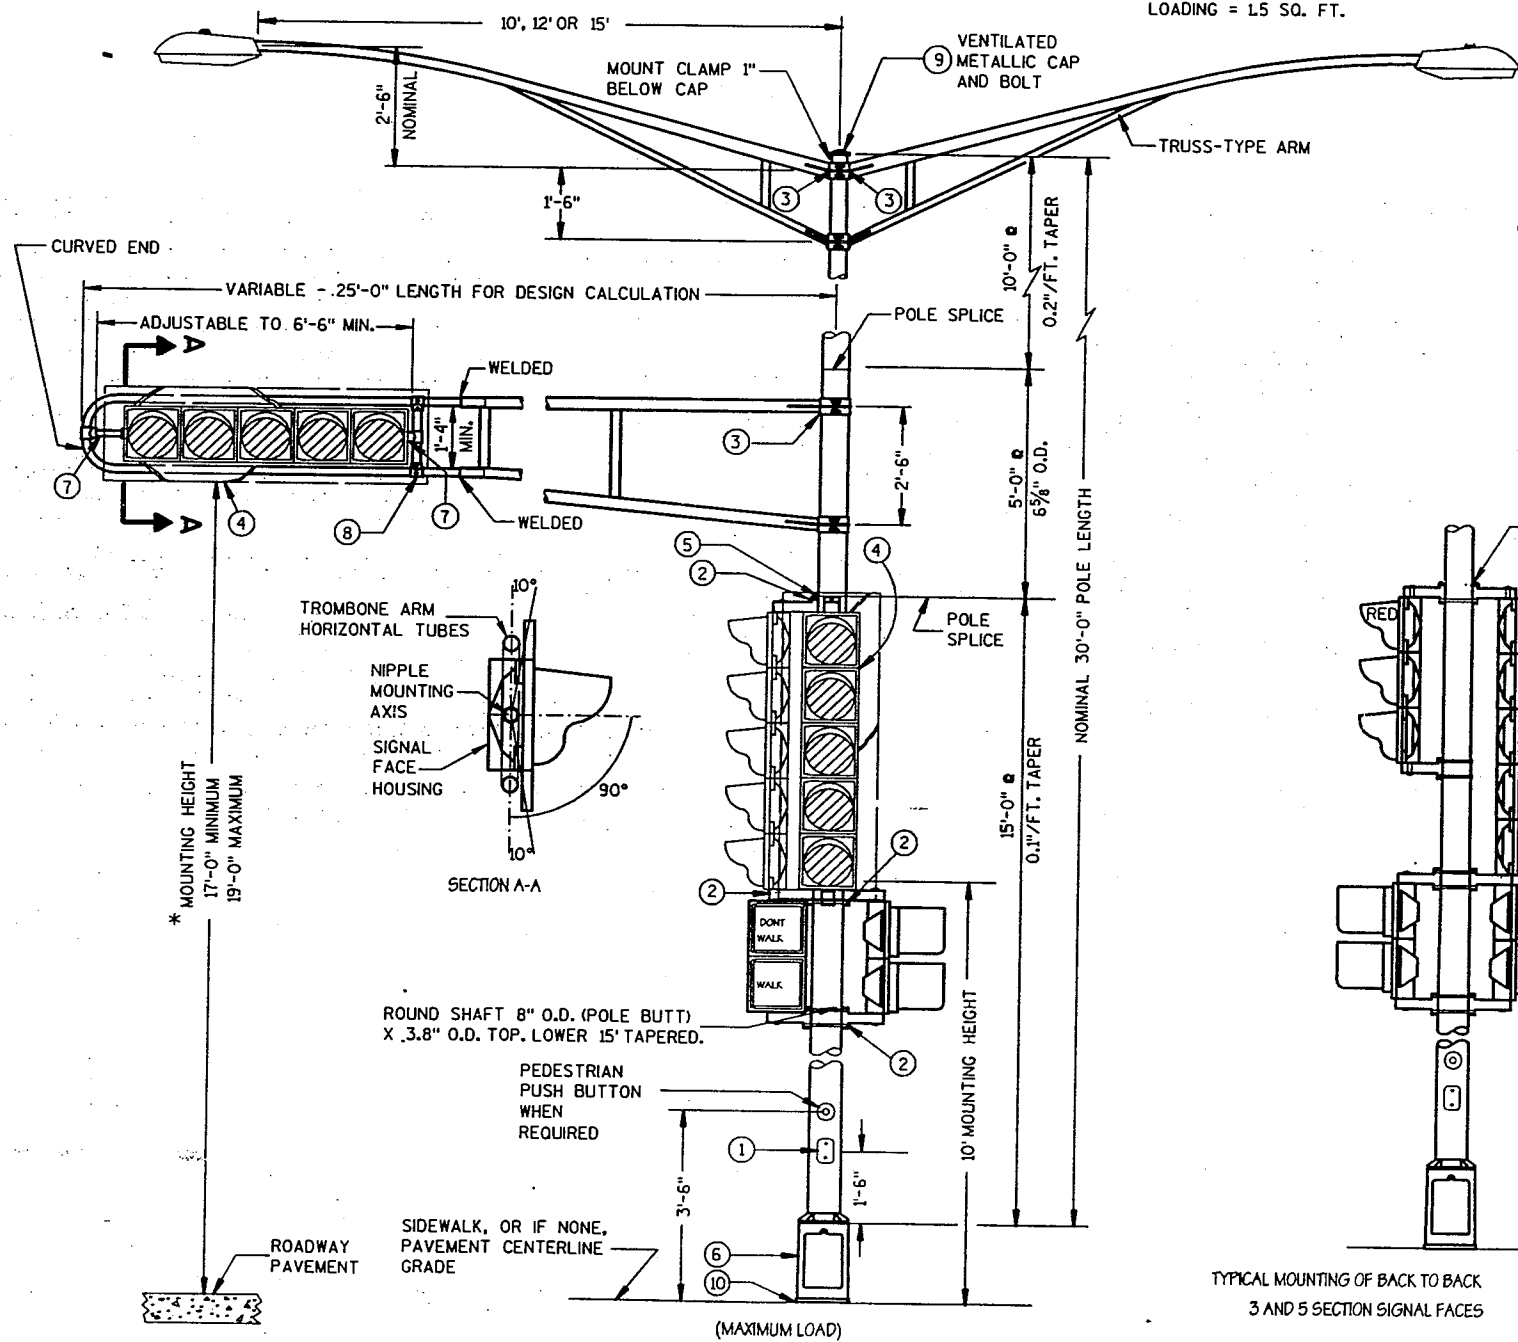 LOADING = 1.5 SQ. FT.
10', 12' OR 15'
2'-6"
NOMINAL
MOUNT CLAMP 1"
BELOW CAP
9
VENTILATED
METALLIC CAP
AND BOLT
TRUSS-TYPE ARM
3
3
1'-6"
CURVED END
VARIABLE - 25'-0" LENGTH FOR DESIGN CALCULATION
ADJUSTABLE TO 6'-6" MIN.
A
WELDED
1'-4"
MIN.
POLE SPLICE
10'-0"
0.2"/FT. TAPER
3
2'-6"
5'-0"
6⅝" O.D.
7
A
4
8
7
WELDED
NOMINAL 30'-0" POLE LENGTH
5
2
4
10°
TROMBONE ARM
HORIZONTAL TUBES
NIPPLE
MOUNTING
AXIS
SIGNAL
FACE
HOUSING
90°
10°
SECTION A-A
POLE
SPLICE
RED
* MOUNTING HEIGHT
17'-0" MINIMUM
19'-0" MAXIMUM
15'-0"
0.1"/FT. TAPER
2
2
DONT
WALK
WALK
ROUND SHAFT 8" O.D. (POLE BUTT)
X 3.8" O.D. TOP. LOWER 15' TAPERED.
2
10' MOUNTING HEIGHT
PEDESTRIAN
PUSH BUTTON
WHEN
REQUIRED
1
1'-6"
3'-6"
SIDEWALK, OR IF NONE,
PAVEMENT CENTERLINE
GRADE
6
10
ROADWAY
PAVEMENT
(MAXIMUM LOAD)
TYPICAL MOUNTING OF BACK TO BACK
3 AND 5 SECTION SIGNAL FACES